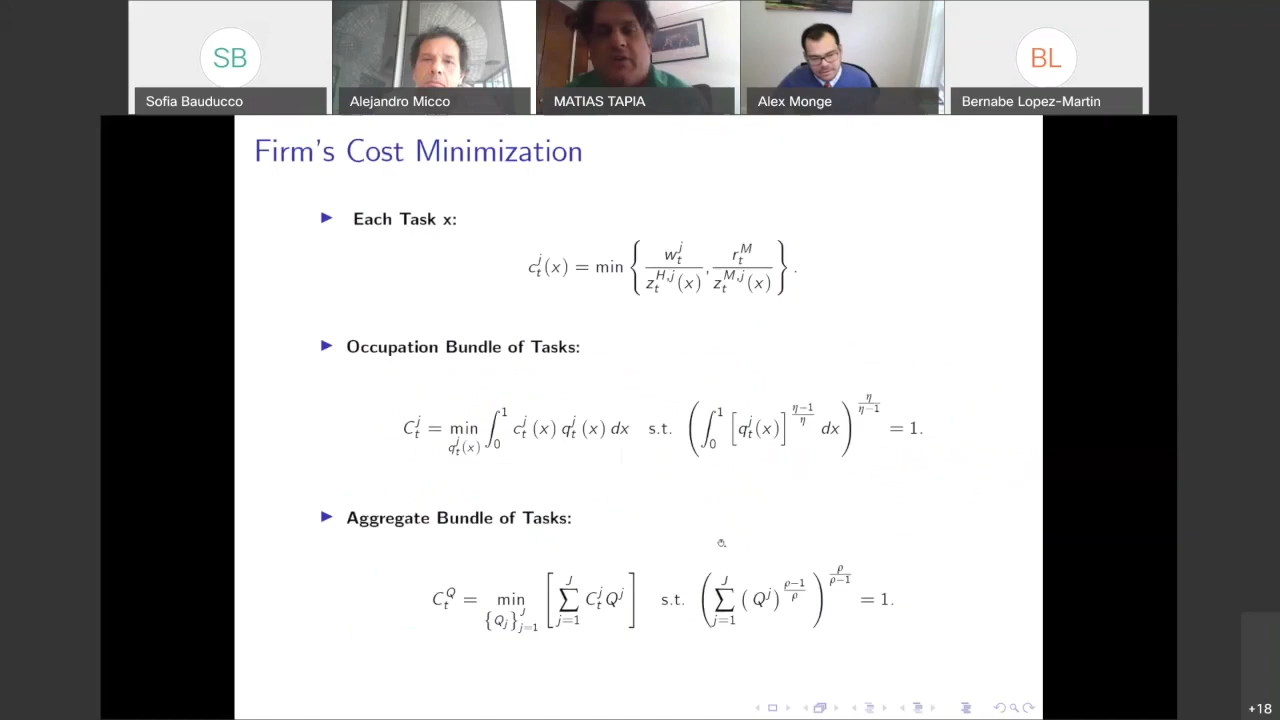 SB
BL
Sofia Bauducco
Alejandro Micco
MATIAS TAPIA
Alex Monge
Bernabe Lopez-Martin
Firm's Cost Minimization
▶ Each Task x:
c_t^j(x) = min { w_t^j / z_t^{H,j}(x) , r_t^M / z_t^{M,j}(x) } .
▶ Occupation Bundle of Tasks:
C_t^j = min_{q_t^j(x)} ∫_0^1 c_t^j (x) q_t^j (x) dx s.t. ( ∫_0^1 [ q_t^j(x) ]^{(η−1)/η} dx )^{η/(η−1)} = 1.
▶ Aggregate Bundle of Tasks:
C_t^Q = min_{{Q_j}_{j=1}^J} [ ∑_{j=1}^J C_t^j Q^j ] s.t. ( ∑_{j=1}^J ( Q^j )^{(ρ−1)/ρ} )^{ρ/(ρ−1)} = 1.
+18